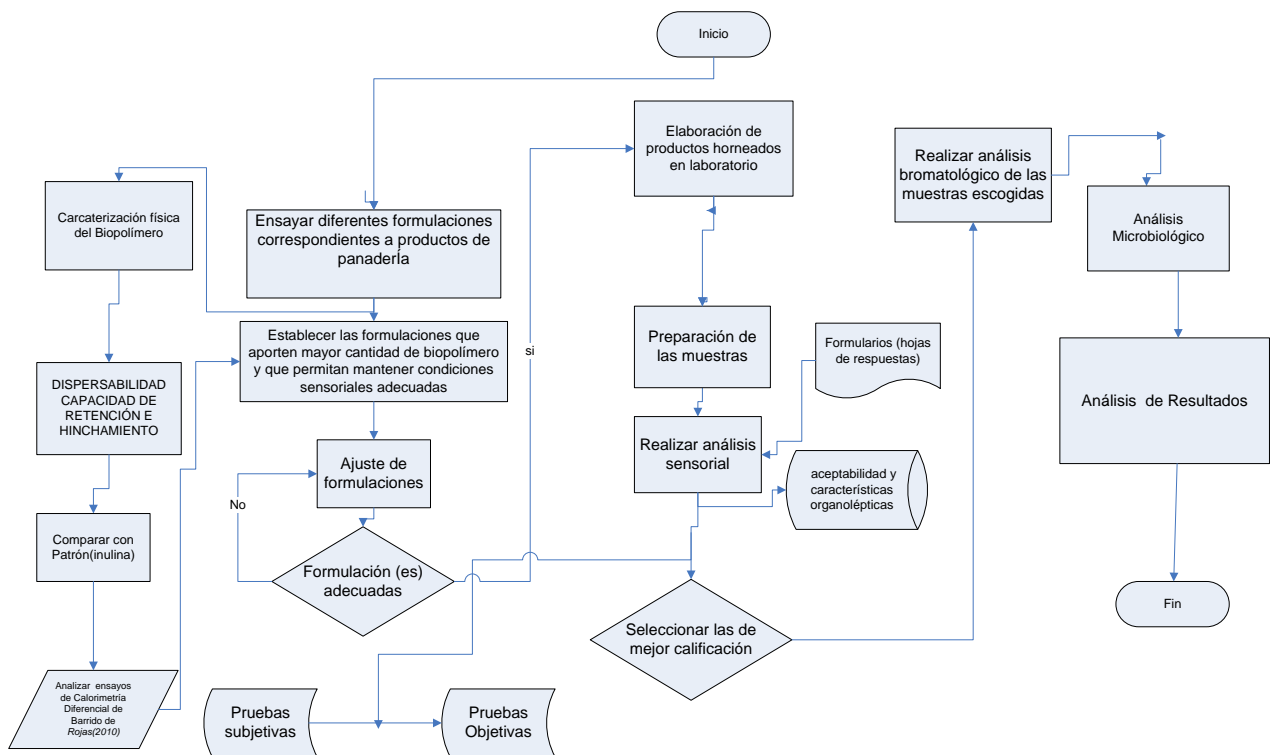 Inicio
Ensayar diferentes formulaciones
correspondientes a productos de
panaderÍa
Carcaterización física
del Biopolímero
DISPERSABILIDAD
CAPACIDAD DE
RETENCIÓN E
HINCHAMIENTO
Comparar con
Patrón(inulina)
Analizar ensayos
de Calorimetría
Diferencial de
Barrido de
Rojas(2010)
Establecer las formulaciones que
aporten mayor cantidad de biopolímero
y que permitan mantener condiciones
sensoriales adecuadas
Ajuste de
formulaciones
No
Formulación (es)
adecuadas
si
Elaboración de
productos horneados
en laboratorio
Preparación de
las muestras
Formularios (hojas
de respuestas)
Realizar análisis
sensorial
aceptabilidad y
características
organolépticas
Pruebas
subjetivas
Pruebas
Objetivas
Seleccionar las de
mejor calificación
Realizar análisis
bromatológico de las
muestras escogidas
Análisis
Microbiológico
Análisis de Resultados
Fin